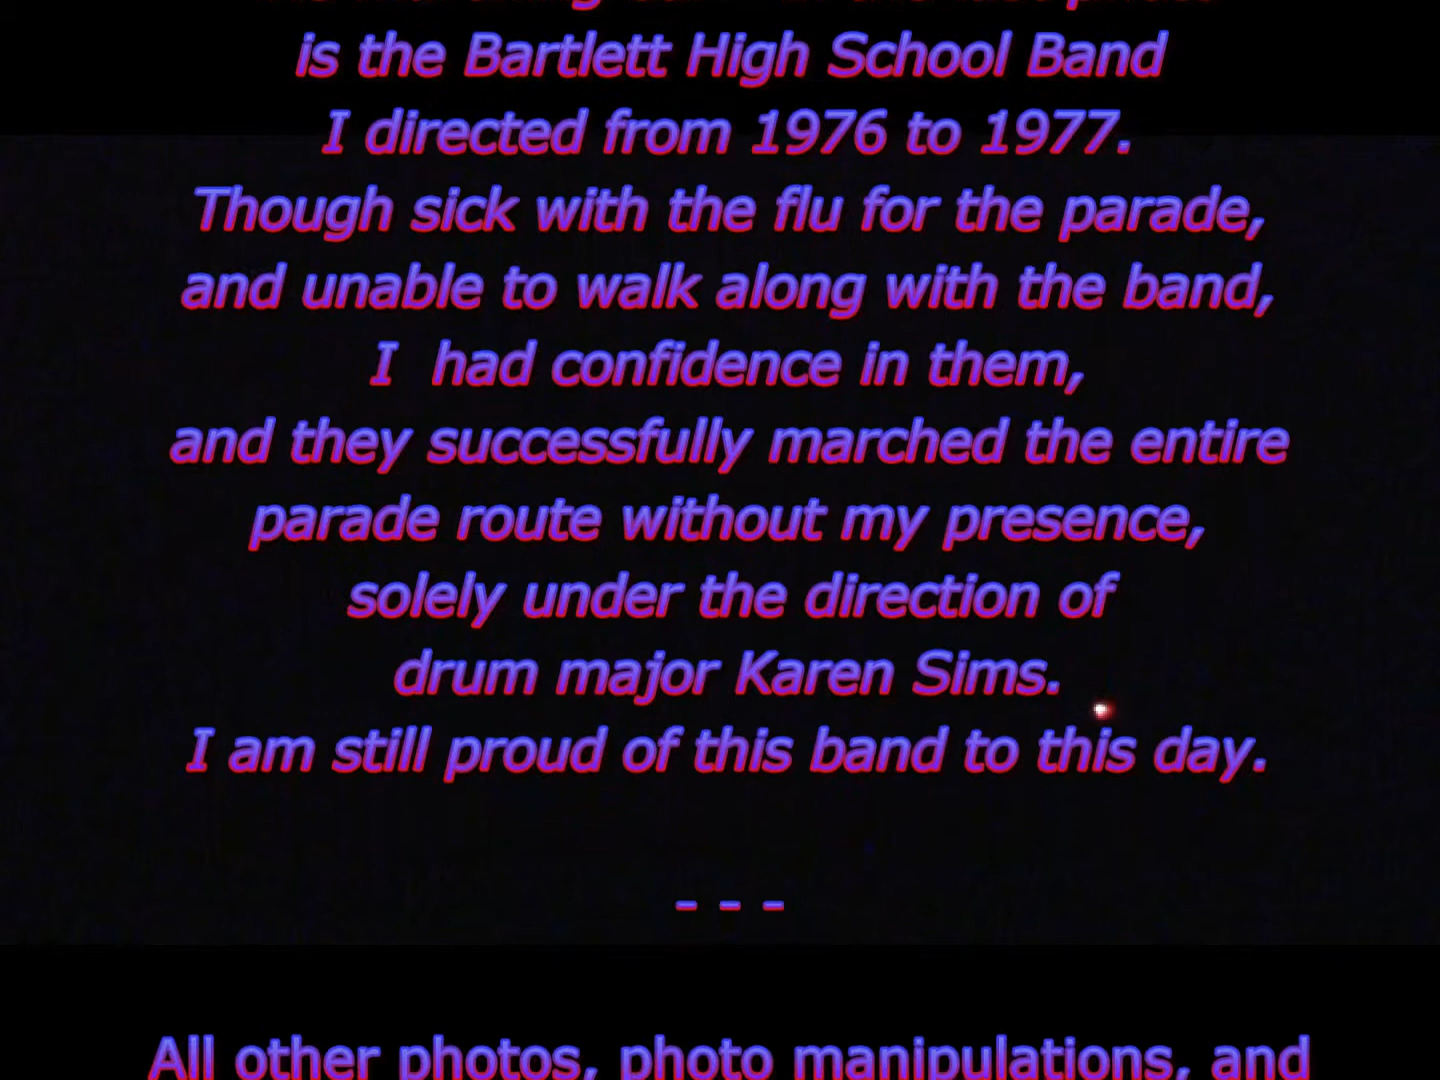 is the Bartlett High School Band
I directed from 1976 to 1977.
Though sick with the flu for the parade,
and unable to walk along with the band,
I  had confidence in them,
and they successfully marched the entire
parade route without my presence,
solely under the direction of
drum major Karen Sims.
I am still proud of this band to this day.
- - -
All other photos, photo manipulations, and